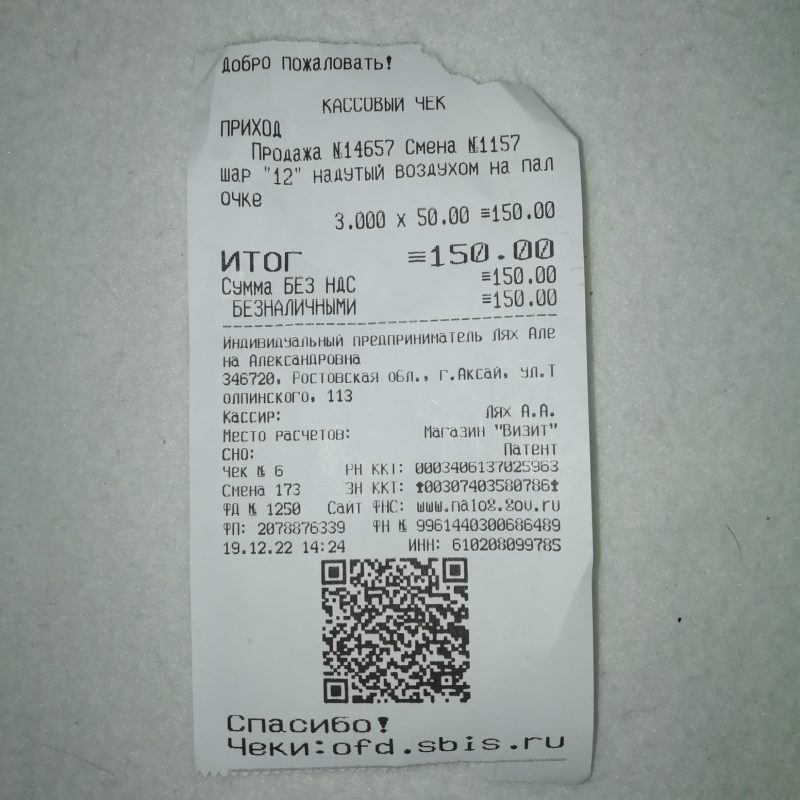 Добро пожаловать!
КАССОВЫЙ ЧЕК
ПРИХОД
Продажа №14657 Смена №1157
шар "12" надутый воздухом на пал
очке
3.000 x 50.00 ≡150.00
ИТОГ ≡150.00
Сумма БЕЗ НДС ≡150.00
БЕЗНАЛИЧНЫМИ ≡150.00
Индивидуальный предприниматель Лях Але
на Александровна
346720, Ростовская обл., г.Аксай, ул.Т
олпинского, 113
Кассир: Лях А.А.
Место расчетов: Магазин "Визит"
СНО: Патент
Чек № 6 РН ККТ: 0003406137025963
Смена 173 ЗН ККТ: 00307403580786
ФД № 1250 Сайт ФНС: www.nalog.gov.ru
ФП: 2078876339 ФН № 9961440300686489
19.12.22 14:24 ИНН: 610208099785
Спасибо!
Чеки:ofd.sbis.ru